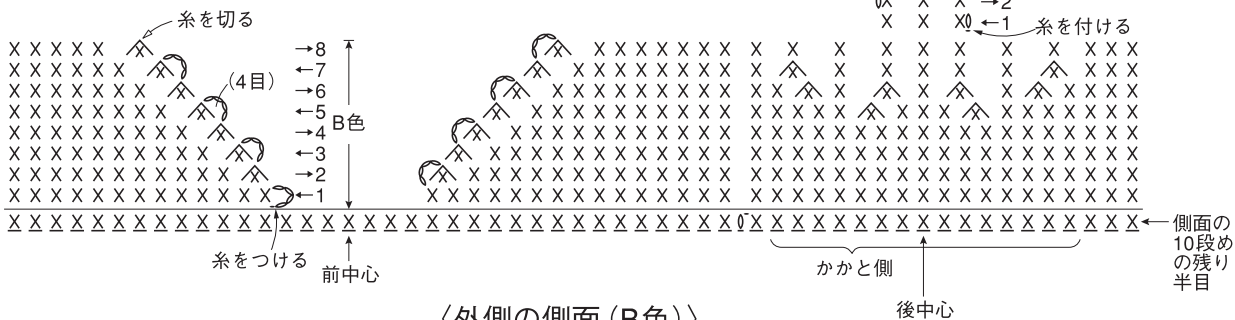 →2
←1
糸を付ける
糸を切る
→8
←7
(4目)
→6
←5
B色
→4
←3
→2
←1
側面の
10段め
の残り
半目
糸をつける
前中心
かかと側
後中心
〈外側の側面(B色)〉